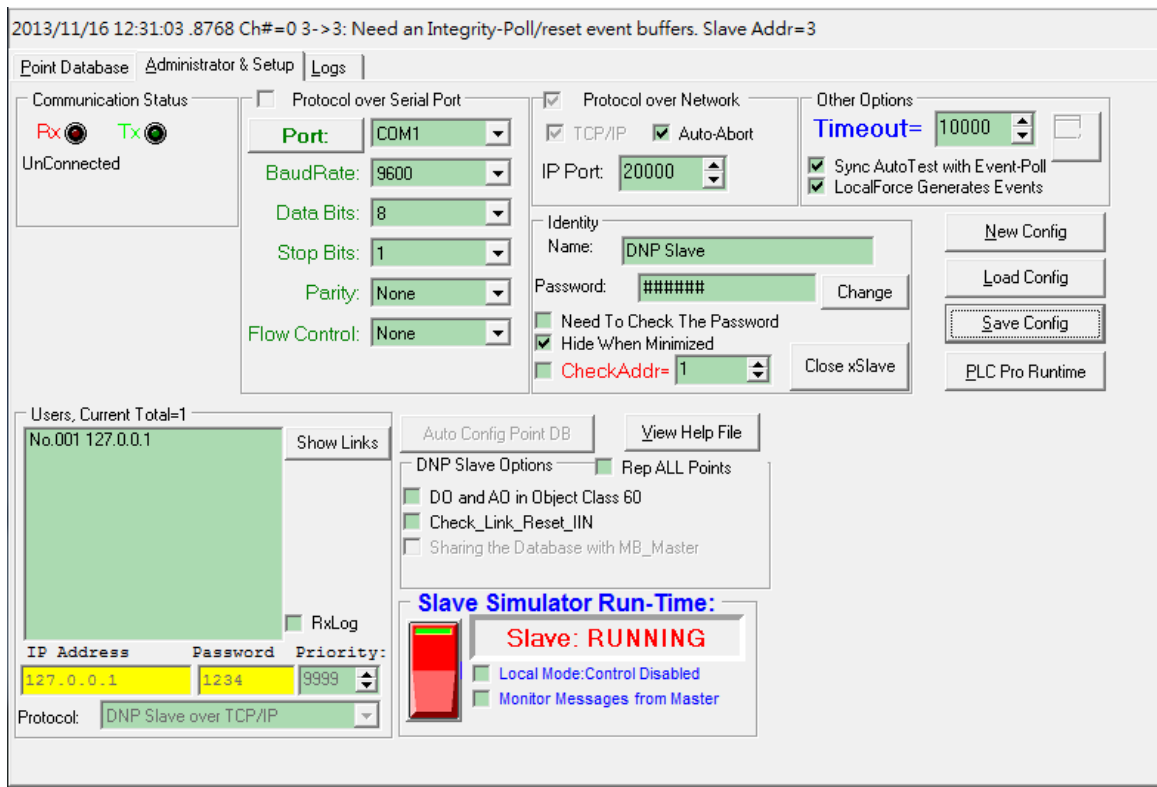 2013/11/16 12:31:03 .8768 Ch#=0 3->3: Need an Integrity-Poll/reset event buffers. Slave Addr=3
Point Database
Administrator & Setup
Logs
Communication Status
Rx
Tx
UnConnected
Protocol over Serial Port
Port:
COM1
BaudRate:
9600
Data Bits:
8
Stop Bits:
1
Parity:
None
Flow Control:
None
Protocol over Network
TCP/IP
Auto-Abort
IP Port:
20000
Other Options
Timeout=
10000
Sync AutoTest with Event-Poll
LocalForce Generates Events
Identity
Name:
DNP Slave
Password:
######
Change
Need To Check The Password
Hide When Minimized
CheckAddr=
1
Close xSlave
New Config
Load Config
Save Config
PLC Pro Runtime
Users, Current Total=1
No.001 127.0.0.1
Show Links
RxLog
IP Address
Password
Priority:
127.0.0.1
1234
9999
Protocol:
DNP Slave over TCP/IP
Auto Config Point DB
View Help File
DNP Slave Options
Rep ALL Points
DO and AO in Object Class 60
Check_Link_Reset_IIN
Sharing the Database with MB_Master
Slave Simulator Run-Time:
Slave: RUNNING
Local Mode:Control Disabled
Monitor Messages from Master